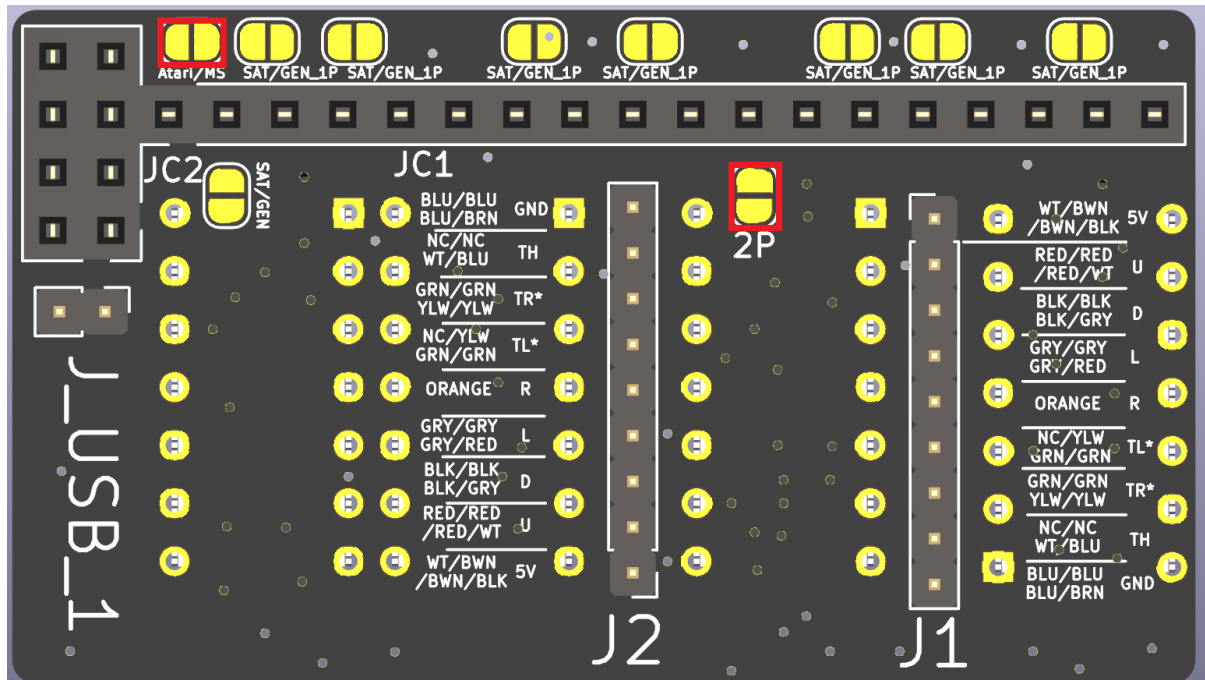 Atari/MS
SAT/GEN_1P
SAT/GEN_1P
SAT/GEN_1P
SAT/GEN_1P
SAT/GEN_1P
SAT/GEN_1P
SAT/GEN_1P
JC2
SAT/GEN
JC1
2P
BLU/BLU
BLU/BRN GND
NC/NC
WT/BLU TH
GRN/GRN
YLW/YLW TR*
NC/YLW
GRN/GRN TL*
ORANGE R
GRY/GRY
GRY/RED L
BLK/BLK
BLK/GRY D
RED/RED
/RED/WT U
WT/BWN
/BWN/BLK 5V
WT/BWN
/BWN/BLK 5V
RED/RED
/RED/WT U
BLK/BLK
BLK/GRY D
GRY/GRY
GRY/RED L
ORANGE R
NC/YLW
GRN/GRN TL*
GRN/GRN
YLW/YLW TR*
NC/NC
WT/BLU TH
BLU/BLU
BLU/BRN GND
J_USB_1
J2
J1